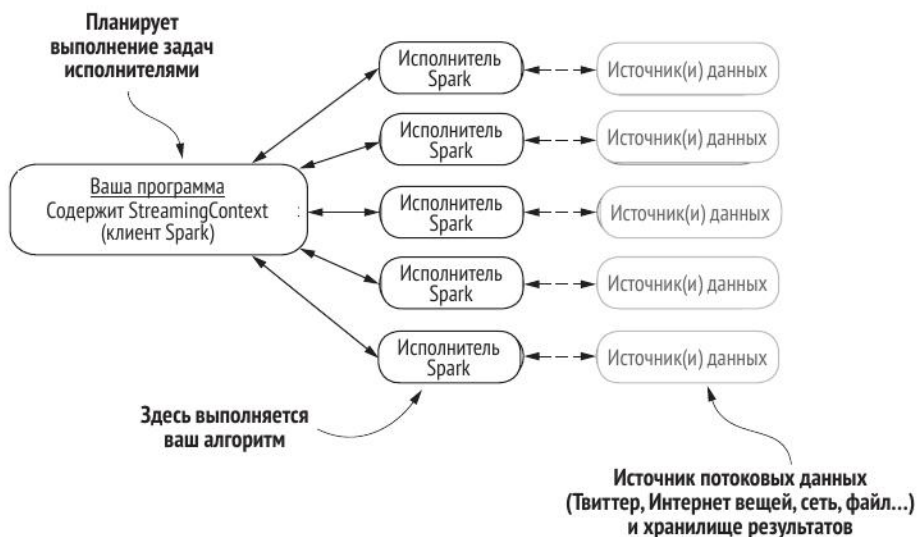 Планирует
выполнение задач
исполнителями
Ваша программа
Содержит StreamingContext
(клиент Spark)
Исполнитель
Spark
Источник(и) данных
Исполнитель
Spark
Источник(и) данных
Исполнитель
Spark
Источник(и) данных
Исполнитель
Spark
Источник(и) данных
Исполнитель
Spark
Источник(и) данных
Здесь выполняется
ваш алгоритм
Источник потоковых данных
(Твиттер, Интернет вещей, сеть, файл...)
и хранилище результатов